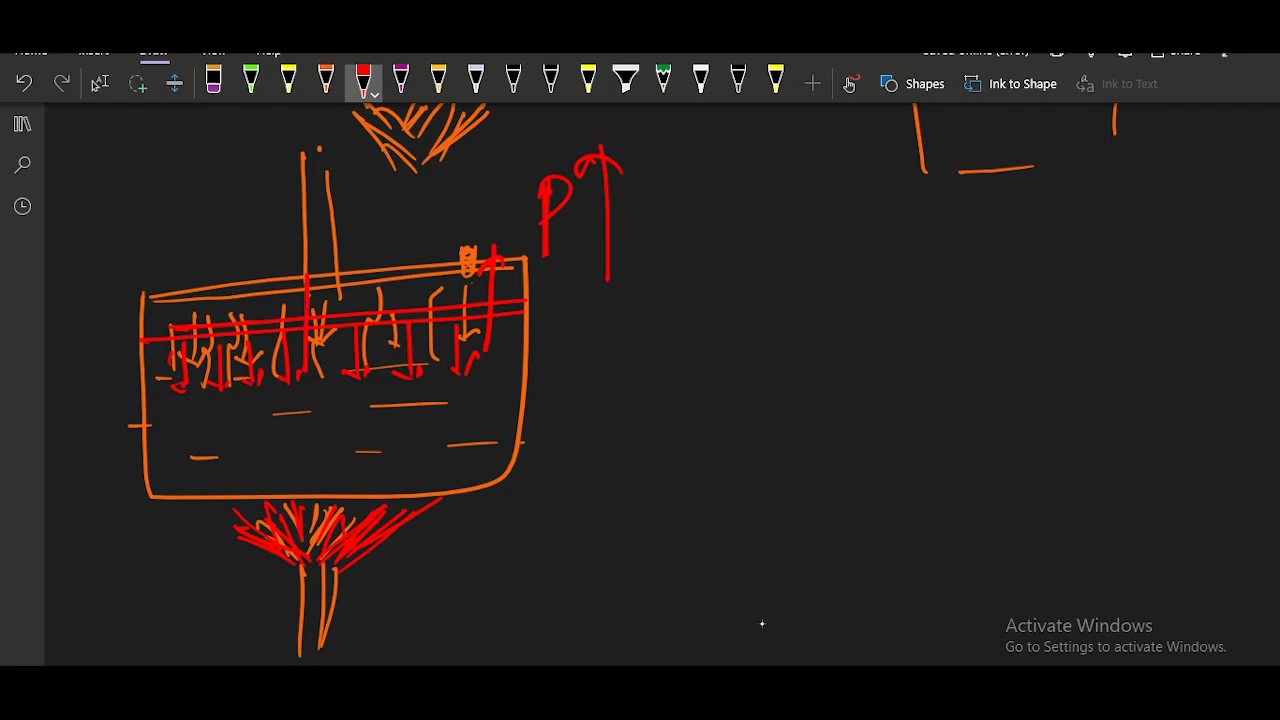 Shapes
Ink to Shape
Ink to Text
P
Activate Windows
Go to Settings to activate Windows.